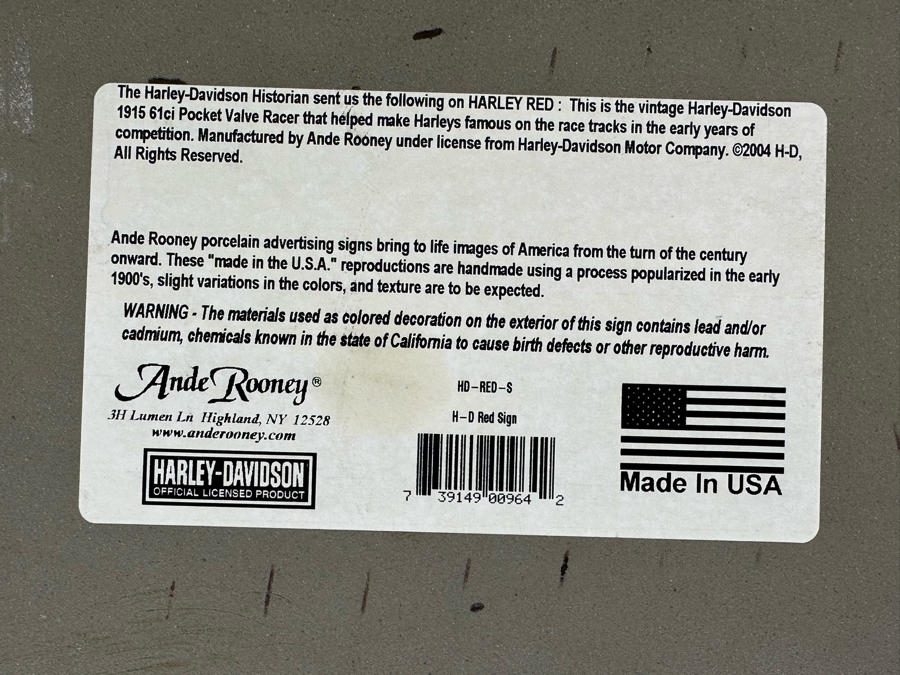 The Harley-Davidson Historian sent us the following on HARLEY RED : This is the vintage Harley-Davidson
1915 61ci Pocket Valve Racer that helped make Harleys famous on the race tracks in the early years of
competition. Manufactured by Ande Rooney under license from Harley-Davidson Motor Company. ©2004 H-D,
All Rights Reserved.
Ande Rooney porcelain advertising signs bring to life images of America from the turn of the century
onward. These "made in the U.S.A." reproductions are handmade using a process popularized in the early
1900's, slight variations in the colors, and texture are to be expected.
WARNING - The materials used as colored decoration on the exterior of this sign contains lead and/or
cadmium, chemicals known in the state of California to cause birth defects or other reproductive harm.
Ande Rooney®
3H Lumen Ln Highland, NY 12528
www.anderooney.com
HARLEY-DAVIDSON
OFFICIAL LICENSED PRODUCT
HD-RED-S
H-D Red Sign
7 39149 00964 2
Made In USA